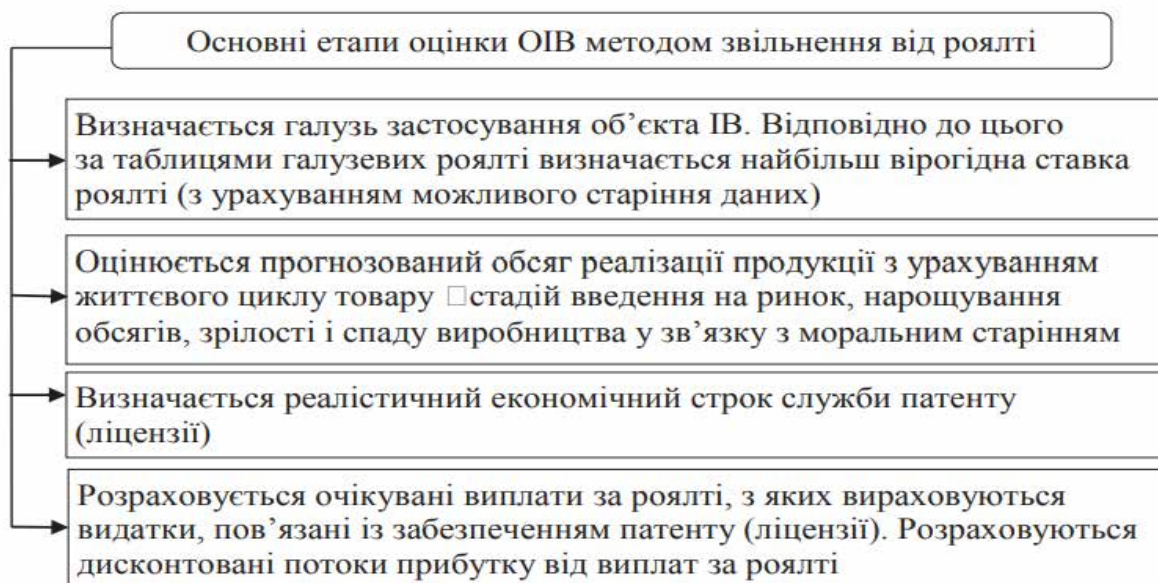 Основні етапи оцінки ОІВ методом звільнення від роялті
Визначається галузь застосування об’єкта ІВ. Відповідно до цього
за таблицями галузевих роялті визначається найбільш вірогідна ставка
роялті (з урахуванням можливого старіння даних)
Оцінюється прогнозований обсяг реалізації продукції з урахуванням
життєвого циклу товару □стадій введення на ринок, нарощування
обсягів, зрілості і спаду виробництва у зв’язку з моральним старінням
Визначається реалістичний економічний строк служби патенту
(ліцензії)
Розраховується очікувані виплати за роялті, з яких вираховуються
видатки, пов’язані із забезпеченням патенту (ліцензії). Розраховуються
дисконтовані потоки прибутку від виплат за роялті